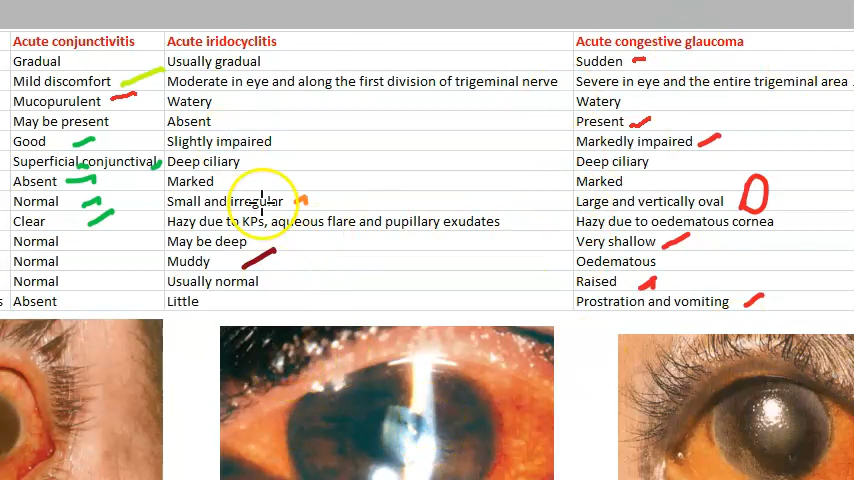 Acute conjunctivitis Acute iridocyclitis Acute congestive glaucoma
Gradual Usually gradual Sudden
Mild discomfort Moderate in eye and along the first division of trigeminal nerve Severe in eye and the entire trigeminal area
Mucopurulent Watery Watery
May be present Absent Present
Good Slightly impaired Markedly impaired
Superficial conjunctival Deep ciliary Deep ciliary
Absent Marked Marked
Normal Small and irregular Large and vertically oval
Clear Hazy due to KPs, aqueous flare and pupillary exudates Hazy due to oedematous cornea
Normal May be deep Very shallow
Normal Muddy Oedematous
Normal Usually normal Raised
s Absent Little Prostration and vomiting